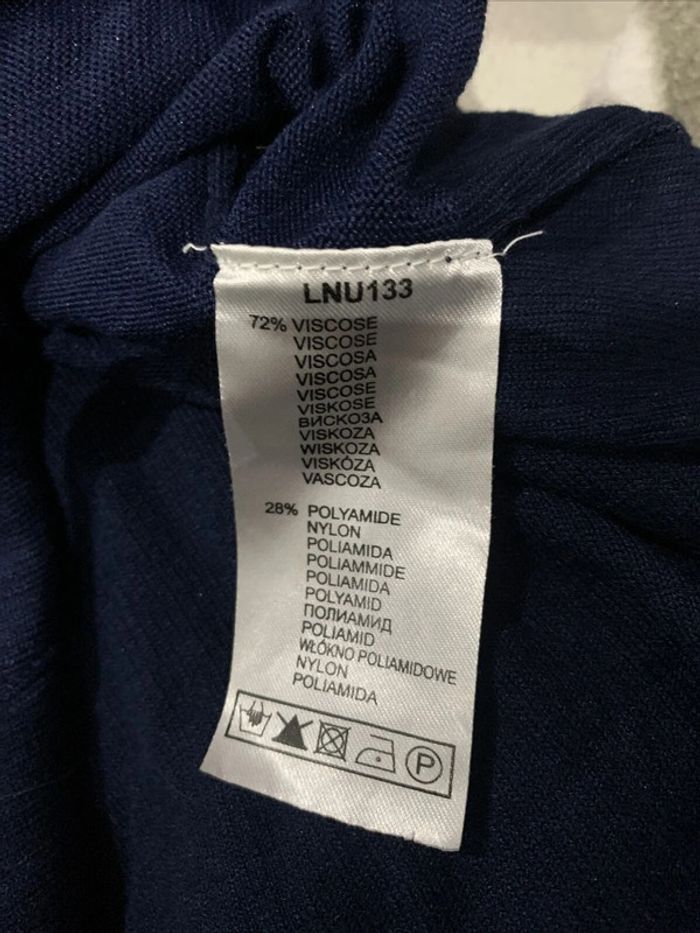 LNU133
72% VISCOSE
VISCOSE
VISCOSA
VISCOSA
VISCOSE
VISKOSE
ВИСКОЗА
VISKOZA
WISKOZA
VISKÓZA
VASCOZA
28% POLYAMIDE
NYLON
POLIAMIDA
POLIAMMIDE
POLIAMIDA
POLYAMID
ПОЛИАМИД
POLIAMID
WŁÓKNO POLIAMIDOWE
NYLON
POLIAMIDA
P